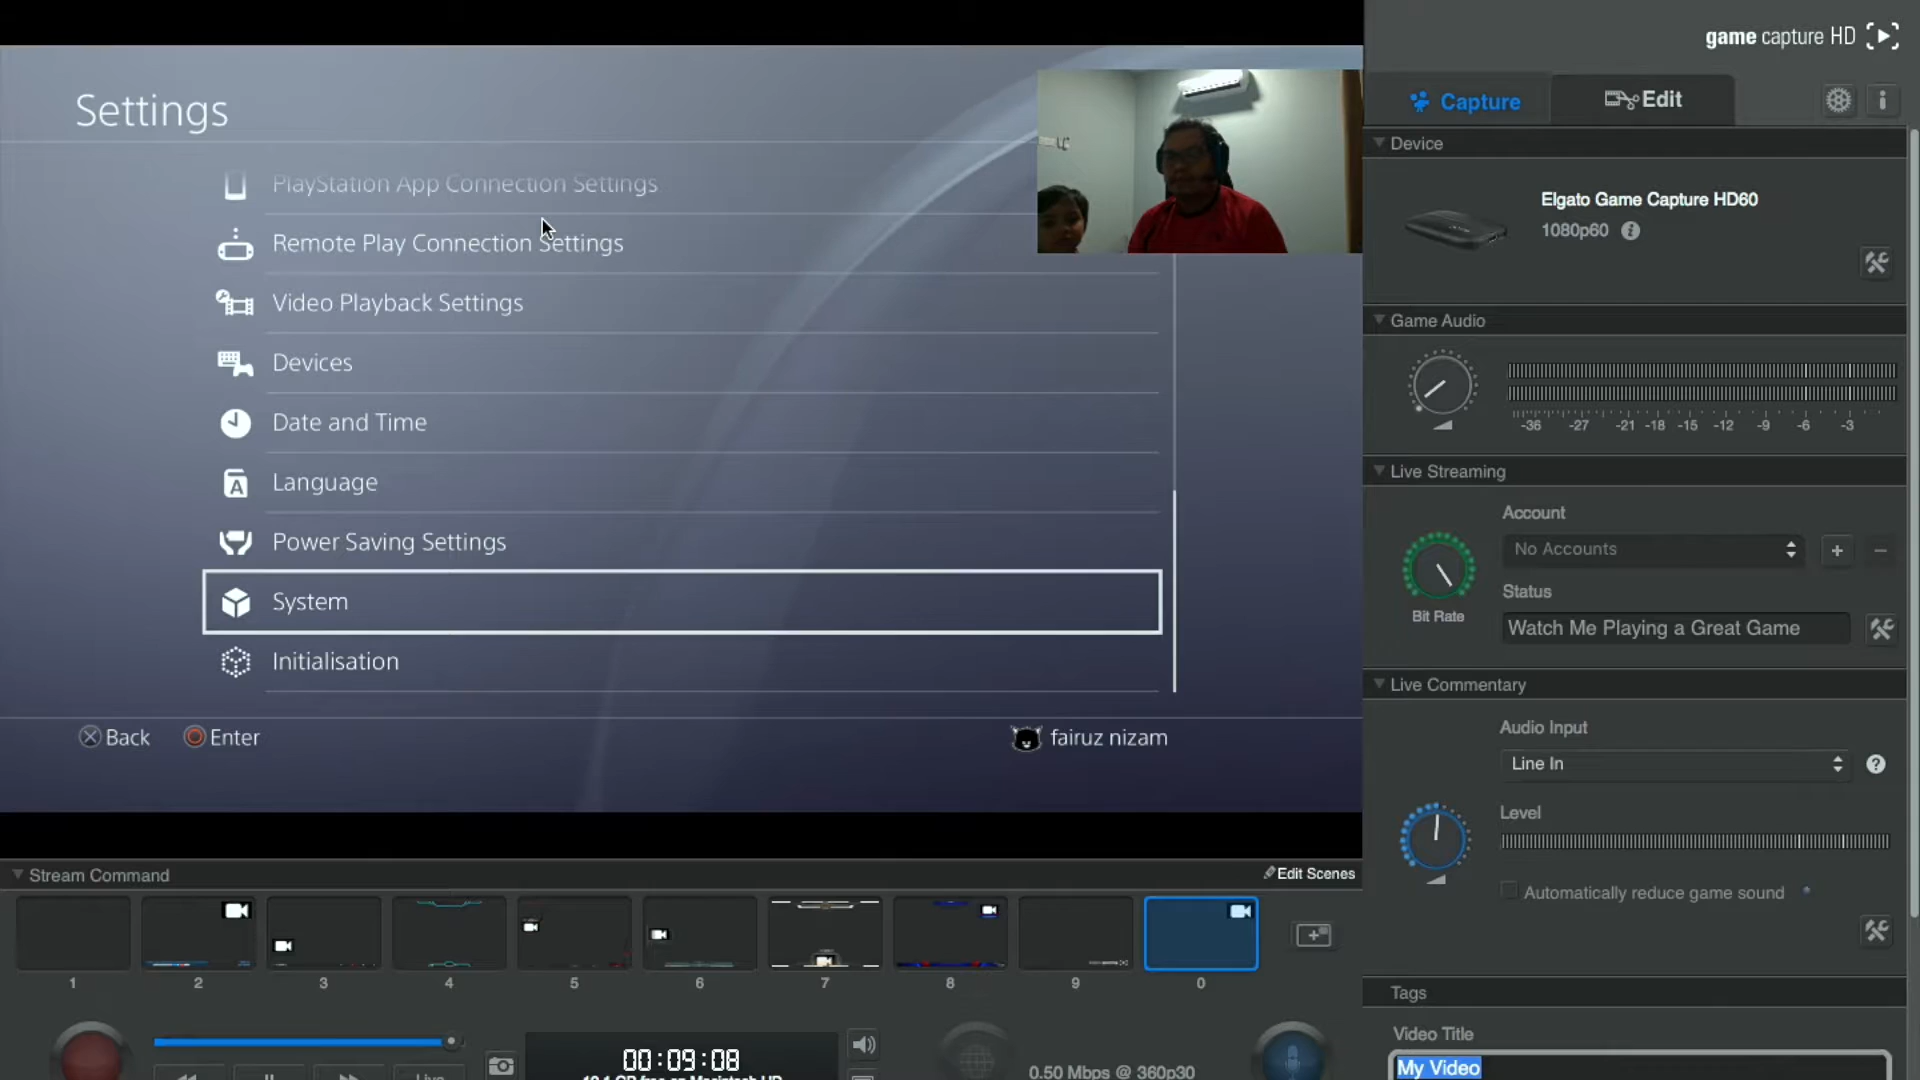 game capture HD
Settings
Capture
Edit
Device
PlayStation App Connection Settings
Elgato Game Capture HD60
1080p60
Remote Play Connection Settings
Video Playback Settings
Game Audio
Devices
Date and Time
-36 -27 -21 -18 -15 -12 -9 -6 -3
Language
Live Streaming
Account
No Accounts
Power Saving Settings
Status
System
Bit Rate
Watch Me Playing a Great Game
Initialisation
Live Commentary
Back
Enter
fairuz nizam
Audio Input
Line In
Level
Stream Command
Edit Scenes
Automatically reduce game sound
1 2 3 4 5 6 7 8 9 0
Tags
Video Title
My Video
00:09:08
0.50 Mbps @ 360p30
Live